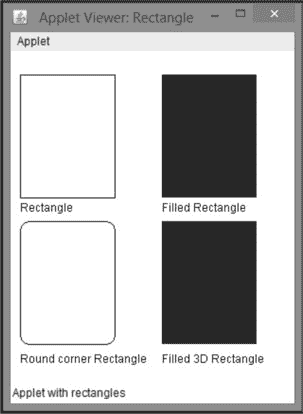 Applet Viewer: Rectangle
Applet
Rectangle
Filled Rectangle
Round corner Rectangle
Filled 3D Rectangle
Applet with rectangles